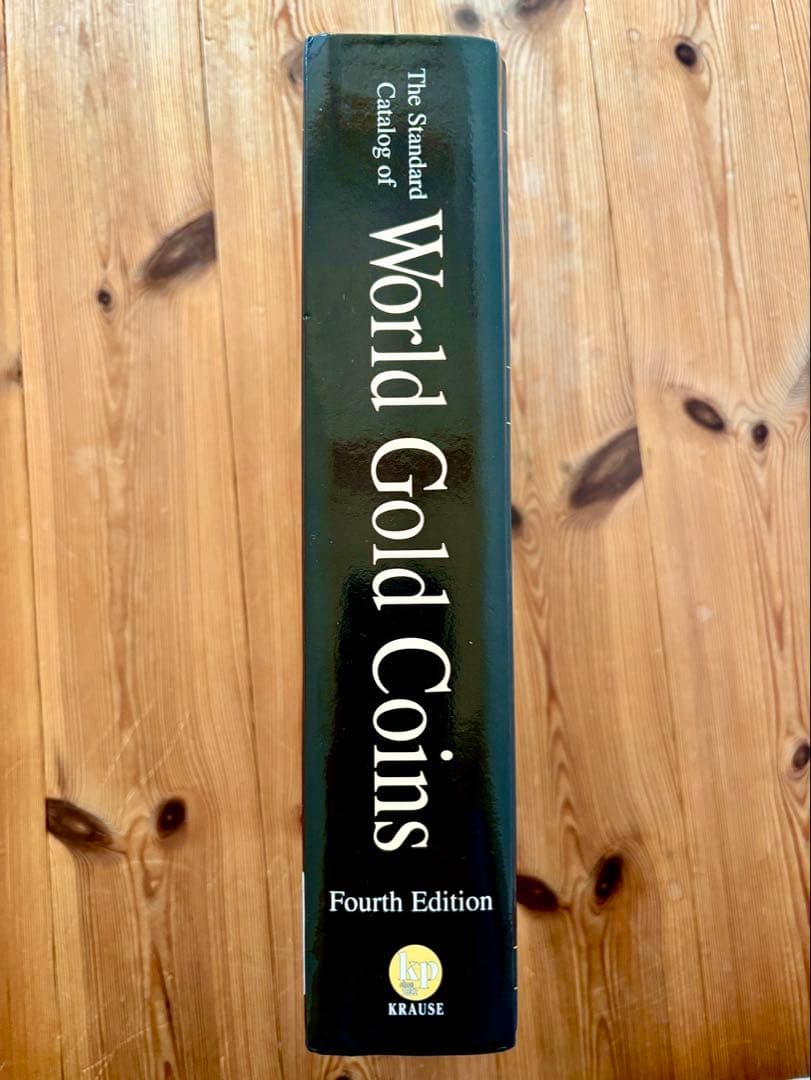 The Standard
Catalog of
World Gold Coins
Fourth Edition
kp
KRAUSE